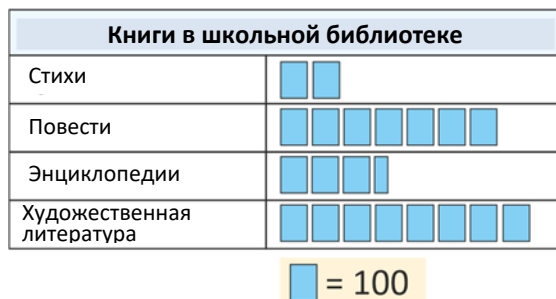 Книги в школьной библиотеке
Стихи
Повести
Энциклопедии
Художественная
литература
= 100